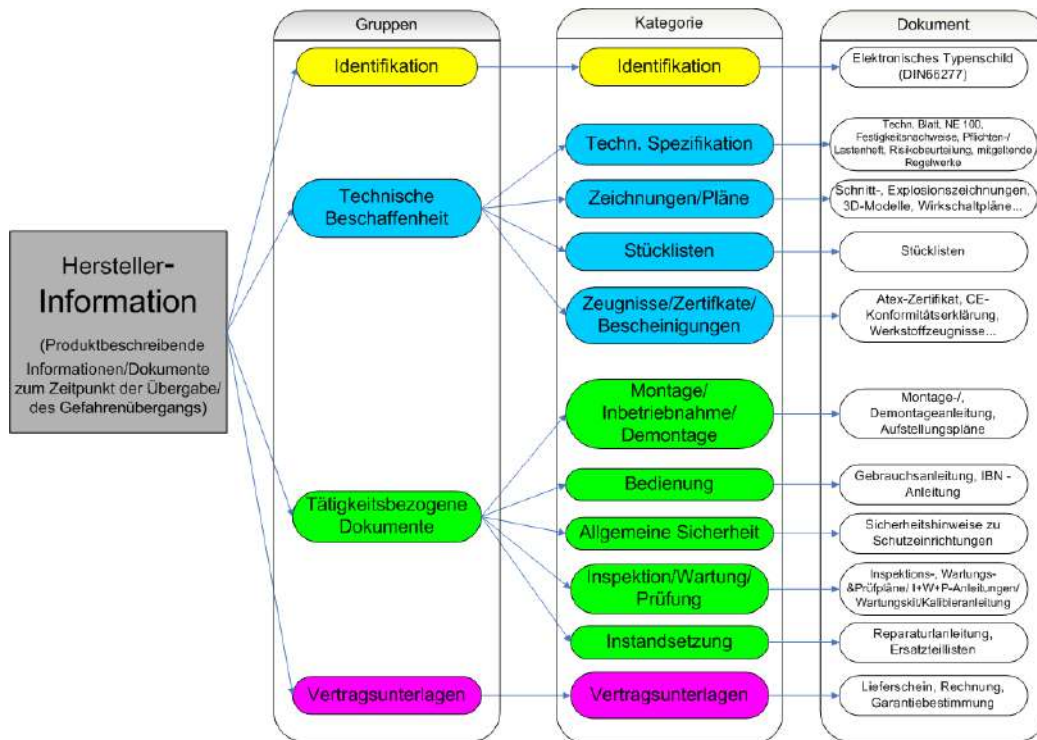 Gruppen
Kategorie
Dokument
Hersteller-
Information
(Produktbeschreibende
Informationen/Dokumente
zum Zeitpunkt der Übergabe/
des Gefahrenübergangs)
Identifikation
Identifikation
Elektronisches Typenschild
(DIN66277)
Technische
Beschaffenheit
Techn. Spezifikation
Techn. Blatt, NE 100,
Festigkeitsnachweise, Pflichten-/
Lastenheft, Risikobeurteilung, mitgeltende
Regelwerke
Zeichnungen/Pläne
Schnitt-, Explosionszeichnungen,
3D-Modelle, Wirkschaltpläne...
Stücklisten
Stücklisten
Zeugnisse/Zertifkate/
Bescheinigungen
Atex-Zertifikat, CE-
Konformitätserklärung,
Werkstoffzeugnisse...
Tätigkeitsbezogene
Dokumente
Montage/
Inbetriebnahme/
Demontage
Montage-/,
Demontageanleitung,
Aufstellungspläne
Bedienung
Gebrauchsanleitung, IBN -
Anleitung
Allgemeine Sicherheit
Sicherheitshinweise zu
Schutzeinrichtungen
Inspektion/Wartung/
Prüfung
Inspektions-, Wartungs-
&Prüfpläne/ I+W+P-Anleitungen/
Wartungskit/Kalibrieranleitung
Instandsetzung
Reparaturlanleitung,
Ersatzteillisten
Vertragsunterlagen
Vertragsunterlagen
Lieferschein, Rechnung,
Garantiebestimmung